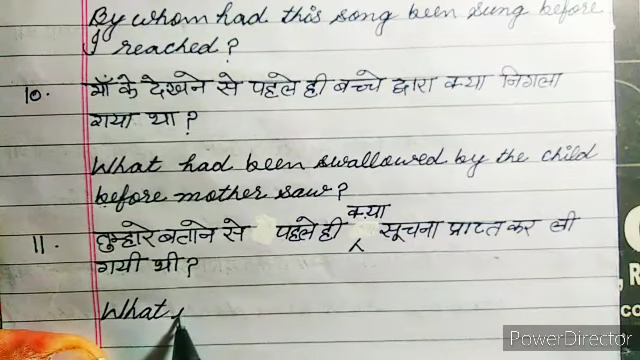 By whom had this song been sung before
I reached?
10. माँ के देखने से पहले ही बच्चे द्वारा क्या निगला
गया था?
What had been swallowed by the child
before mother saw?
क्या
11. तुम्हारे बताने से पहले ही ^ सूचना प्राप्त कर ली
गयी थी?
What
PowerDirector